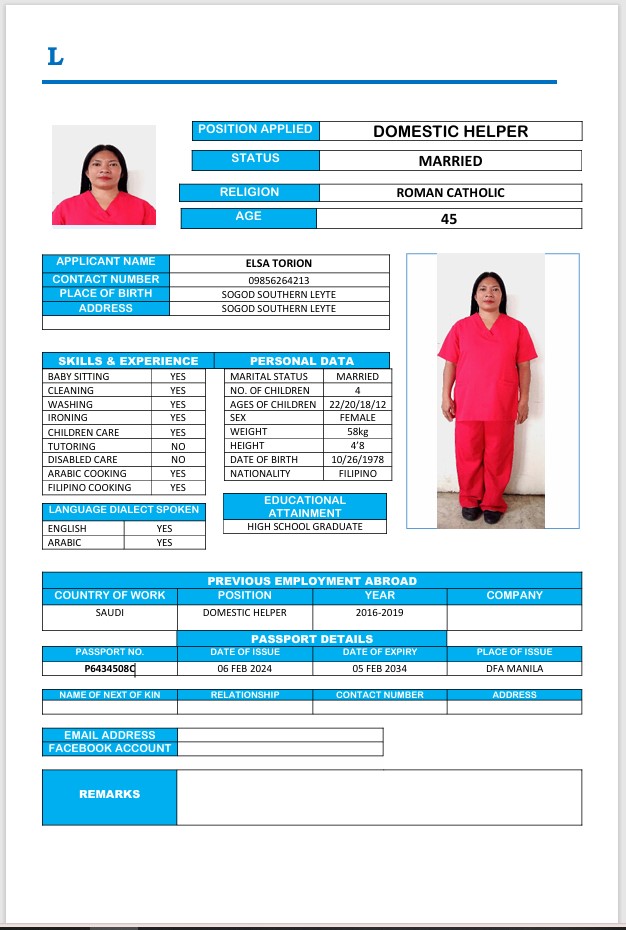 L
POSITION APPLIED DOMESTIC HELPER
STATUS MARRIED
RELIGION ROMAN CATHOLIC
AGE 45
APPLICANT NAME ELSA TORION
CONTACT NUMBER 09856264213
PLACE OF BIRTH SOGOD SOUTHERN LEYTE
ADDRESS SOGOD SOUTHERN LEYTE
SKILLS & EXPERIENCE
BABY SITTING YES
CLEANING YES
WASHING YES
IRONING YES
CHILDREN CARE YES
TUTORING NO
DISABLED CARE NO
ARABIC COOKING YES
FILIPINO COOKING YES
LANGUAGE DIALECT SPOKEN
ENGLISH YES
ARABIC YES
PERSONAL DATA
MARITAL STATUS MARRIED
NO. OF CHILDREN 4
AGES OF CHILDREN 22/20/18/12
SEX FEMALE
WEIGHT 58kg
HEIGHT 4’8
DATE OF BIRTH 10/26/1978
NATIONALITY FILIPINO
EDUCATIONAL
ATTAINMENT
HIGH SCHOOL GRADUATE
PREVIOUS EMPLOYMENT ABROAD
COUNTRY OF WORK POSITION YEAR COMPANY
SAUDI DOMESTIC HELPER 2016-2019
PASSPORT DETAILS
PASSPORT NO. DATE OF ISSUE DATE OF EXPIRY PLACE OF ISSUE
P6434508C 06 FEB 2024 05 FEB 2034 DFA MANILA
NAME OF NEXT OF KIN RELATIONSHIP CONTACT NUMBER ADDRESS
EMAIL ADDRESS
FACEBOOK ACCOUNT
REMARKS